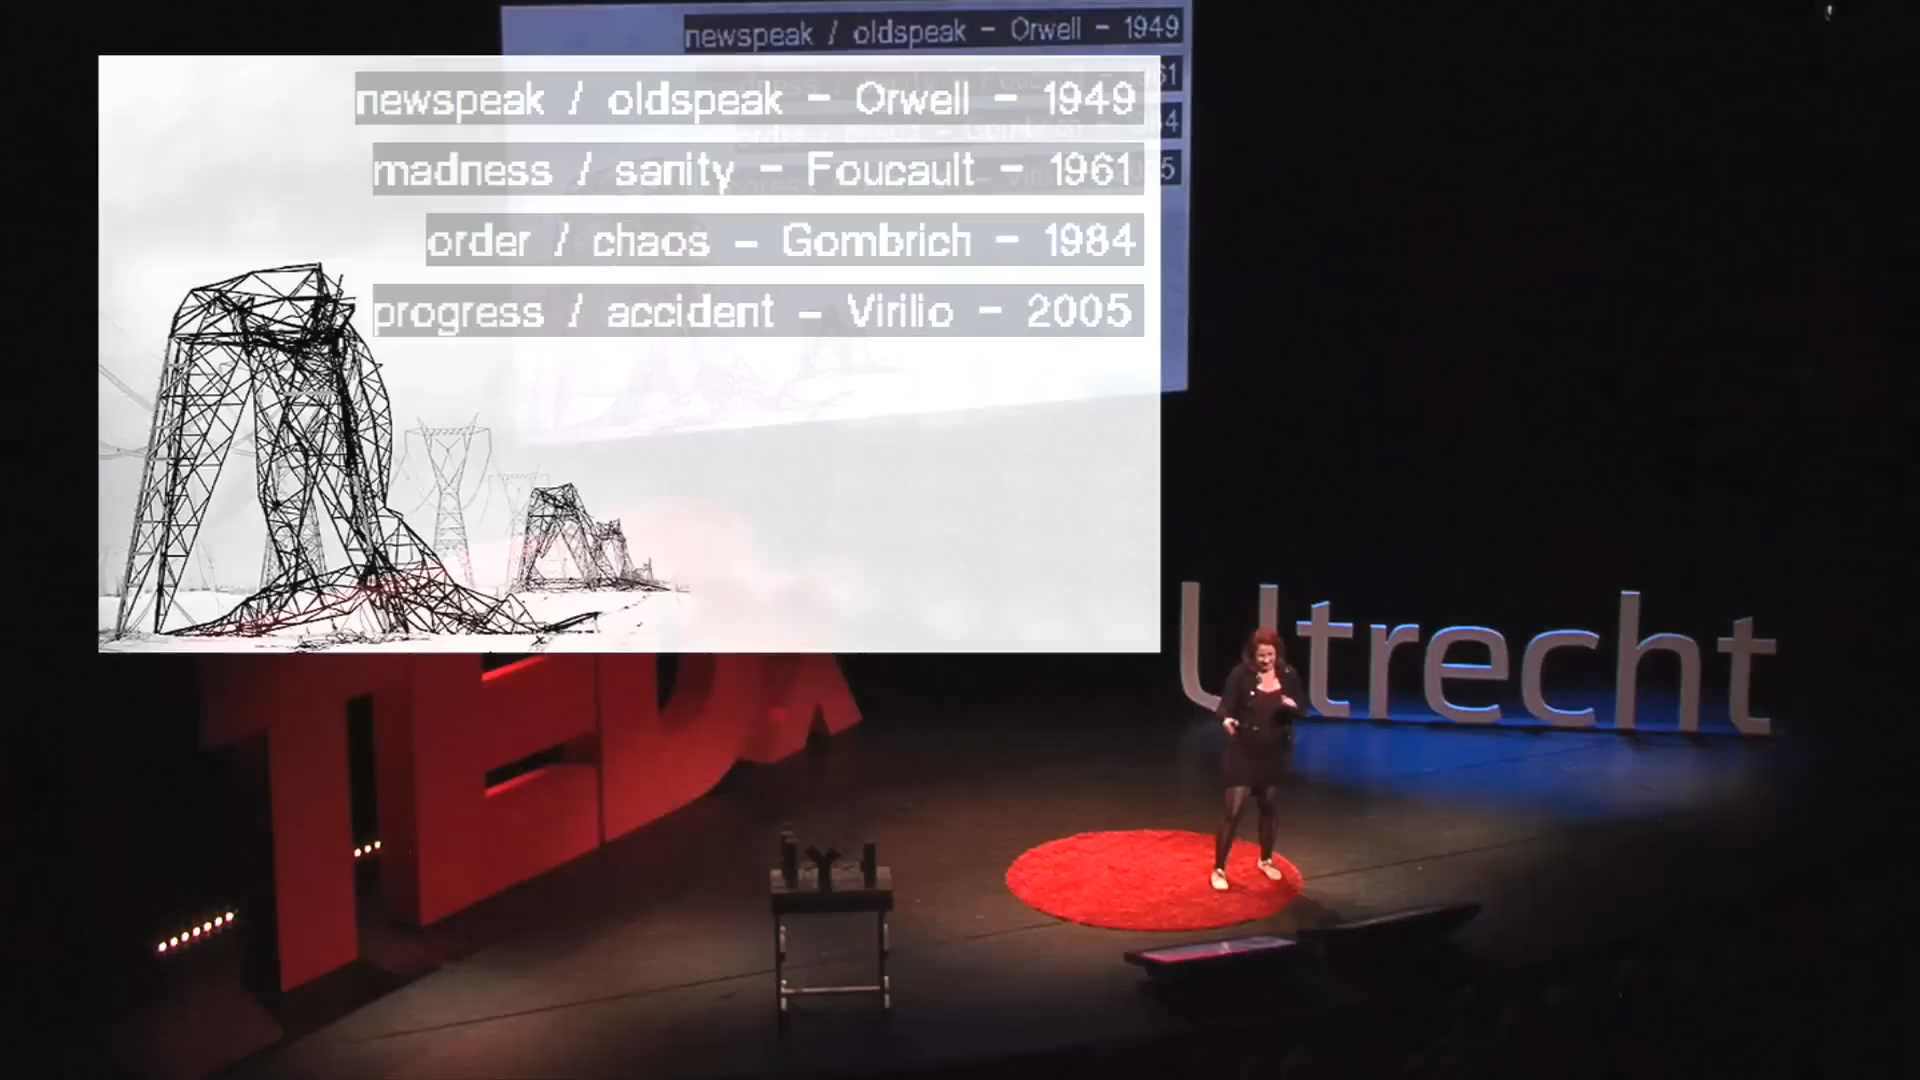 newspeak / oldspeak - Orwell - 1949
newspeak / oldspeak - Orwell - 1949
madness / sanity - Foucault - 1961
order / chaos - Gombrich - 1984
progress / accident - Virilio - 2005
TEDx
Utrecht